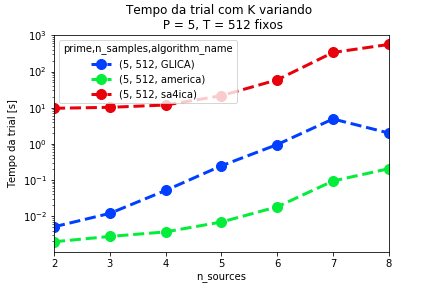 Tempo da trial com K variando
P = 5, T = 512 fixos
Tempo da trial [s]
10³
10²
10¹
10⁰
10⁻¹
10⁻²
prime,n_samples,algorithm_name
(5, 512, GLICA)
(5, 512, america)
(5, 512, sa4ica)
2 3 4 5 6 7 8
n_sources